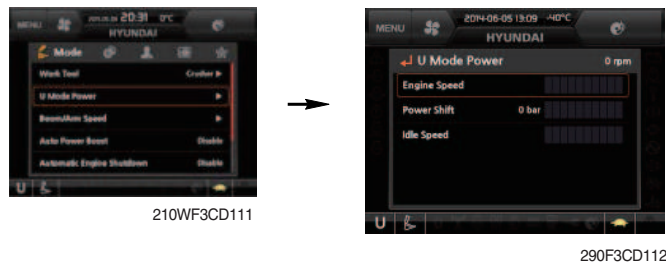 MENU 20:31 0°C
HYUNDAI
Mode
Work Tool Crusher
U Mode Power
Boom/Arm Speed
Auto Power Boost Disable
Automatic Engine Shutdown Disable
U
210WF3CD111
MENU 2014-06-05 13:09 -40°C
HYUNDAI
U Mode Power 0 rpm
Engine Speed
Power Shift 0 bar
Idle Speed
U
290F3CD112